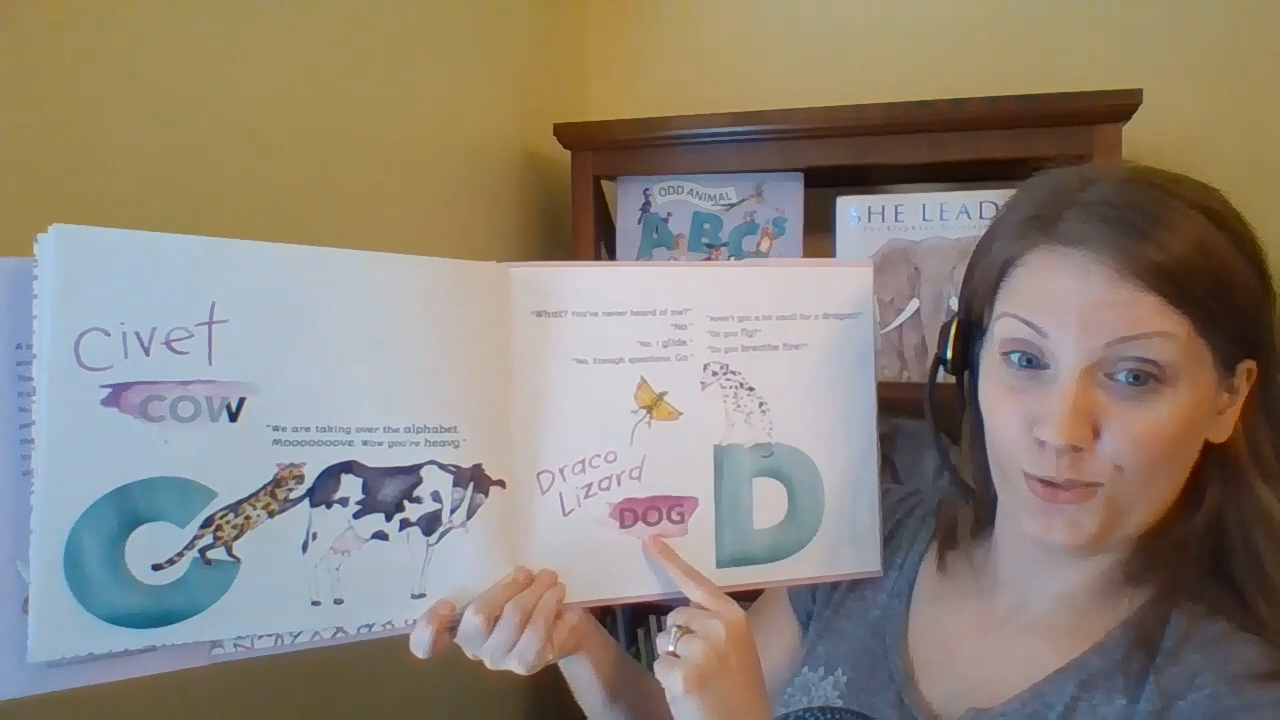 ODD ANIMAL
ABC's
SHE LEAD
The Elephant
civet
COW
"We are taking over the alphabet.
MOOOOOOOVE. Wow you're heavy."
"What? You've never heard of me?"
"No."
"No. I glide."
"No. Enough questions. Go."
"Aren't you a bit small for a dragon?"
"Do you fly?"
"Do you breathe fire?"
Draco
Lizard
DOG
C
D